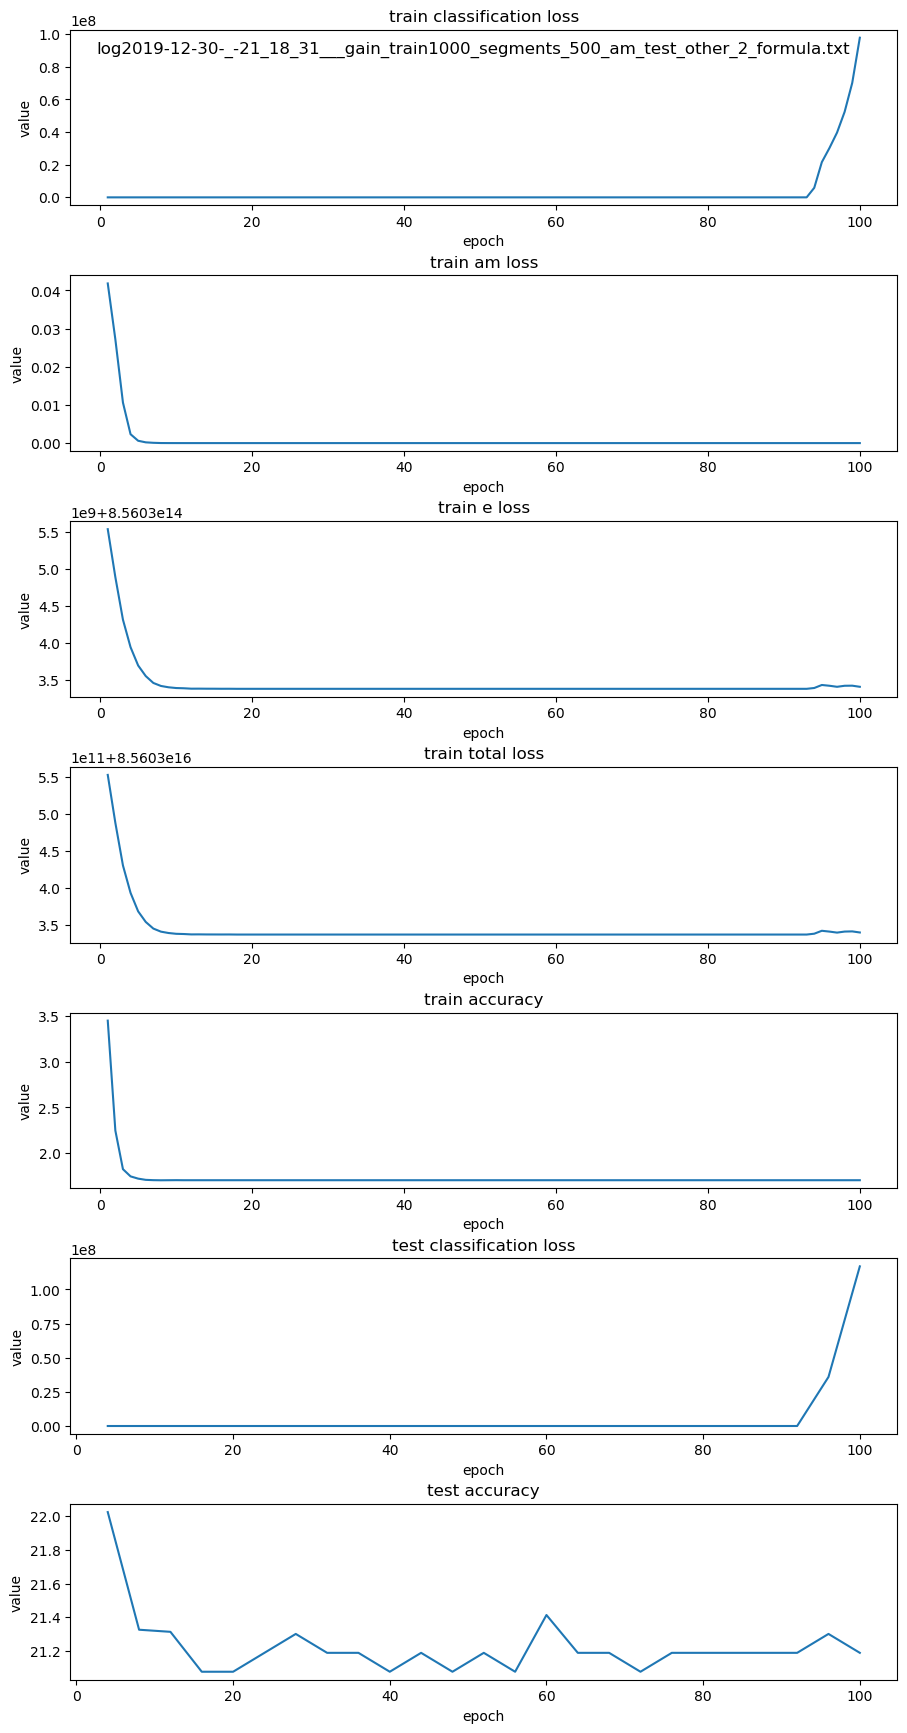 train classification loss
1e8
log2019-12-30-_-21_18_31___gain_train1000_segments_500_am_test_other_2_formula.txt
1.0
0.8
0.6
0.4
0.2
0.0
value
0 20 40 60 80 100
epoch
train am loss
0.04
0.03
0.02
0.01
0.00
value
0 20 40 60 80 100
epoch
train e loss
1e9+8.5603e14
5.5
5.0
4.5
4.0
3.5
value
0 20 40 60 80 100
epoch
train total loss
1e11+8.5603e16
5.5
5.0
4.5
4.0
3.5
value
0 20 40 60 80 100
epoch
train accuracy
3.5
3.0
2.5
2.0
value
0 20 40 60 80 100
epoch
test classification loss
1e8
1.00
0.75
0.50
0.25
0.00
value
0 20 40 60 80 100
epoch
test accuracy
22.0
21.8
21.6
21.4
21.2
value
0 20 40 60 80 100
epoch